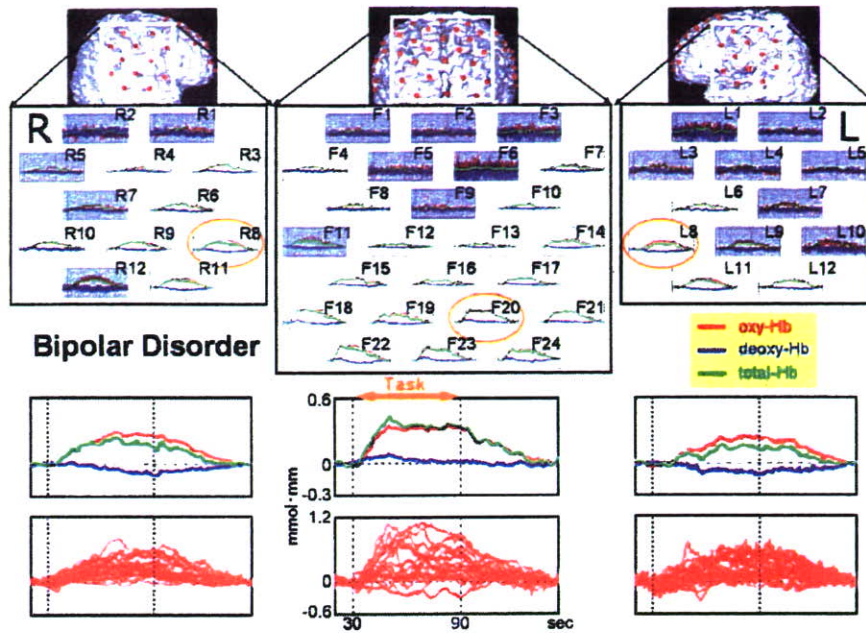 R
R2 R1
R5 R4 R3
R7 R6
R10 R9 R8
R12 R11
F1 F2 F3
F4 F5 F6 F7
F8 F9 F10
F11 F12 F13 F14
F15 F16 F17
F18 F19 F20 F21
F22 F23 F24
L
L1 L2
L3 L4 L5
L6 L7
L8 L9 L10
L11 L12
Bipolar Disorder
oxy-Hb
deoxy-Hb
total-Hb
Task
0.6
0
-0.3
mmol·mm
1.2
0
-0.6
30 90 sec